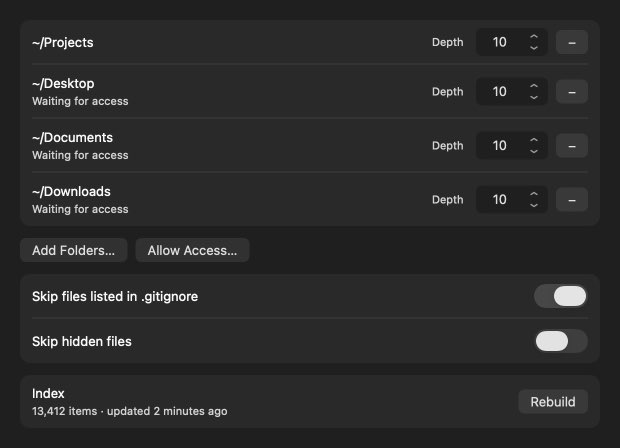 ~/Projects
Depth 10 –
~/Desktop
Waiting for access
Depth 10 –
~/Documents
Waiting for access
Depth 10 –
~/Downloads
Waiting for access
Depth 10 –
Add Folders... Allow Access...
Skip files listed in .gitignore
Skip hidden files
Index
13,412 items · updated 2 minutes ago
Rebuild